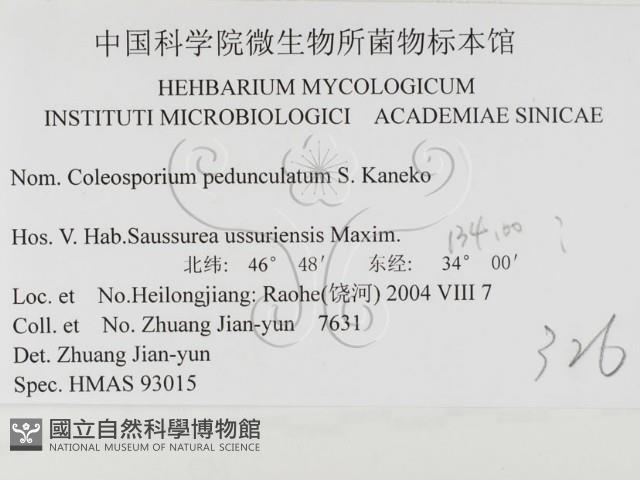 中国科学院微生物所菌物标本馆
HEHBARIUM MYCOLOGICUM
INSTITUTI MICROBIOLOGICI ACADEMIAE SINICAE
Nom. Coleosporium pedunculatum S. Kaneko
Hos. V. Hab.Saussurea ussuriensis Maxim.
134.00 ?
北纬: 46° 48′ 东经: 34° 00′
Loc. et No.Heilongjiang: Raohe(饶河) 2004 VIII 7
Coll. et No. Zhuang Jian-yun 7631
Det. Zhuang Jian-yun
326
Spec. HMAS 93015
國立自然科學博物館
NATIONAL MUSEUM OF NATURAL SCIENCE